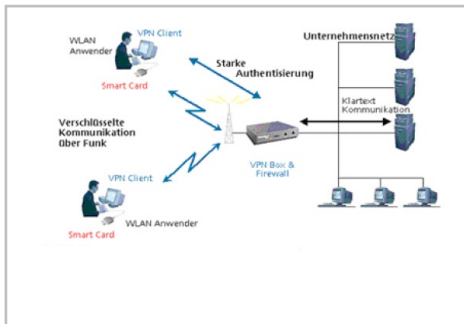 WLAN
Anwender
VPN Client
Smart Card
Starke
Authentisierung
Unternehmensnetz
Verschlüsselte
Kommunikation
über Funk
Klartext
Kommunikation
VPN Box &
Firewall
VPN Client
WLAN Anwender
Smart Card